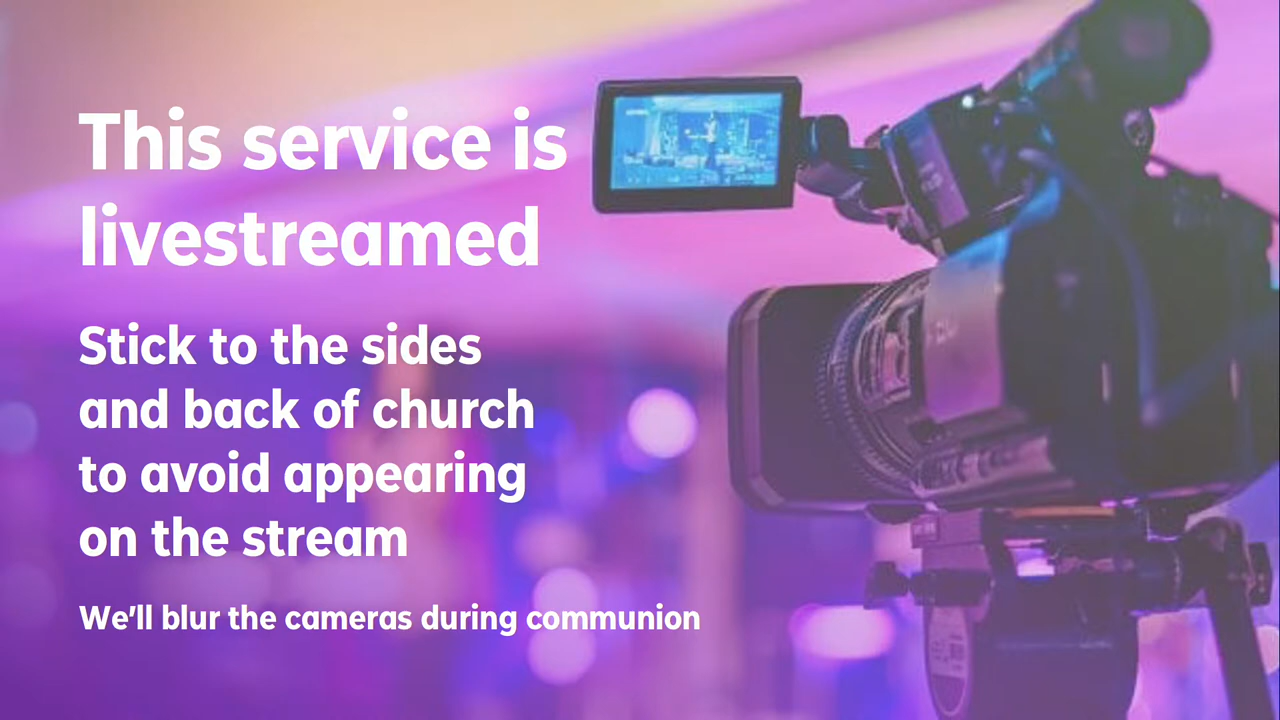 This service is
livestreamed
Stick to the sides
and back of church
to avoid appearing
on the stream
We'll blur the cameras during communion